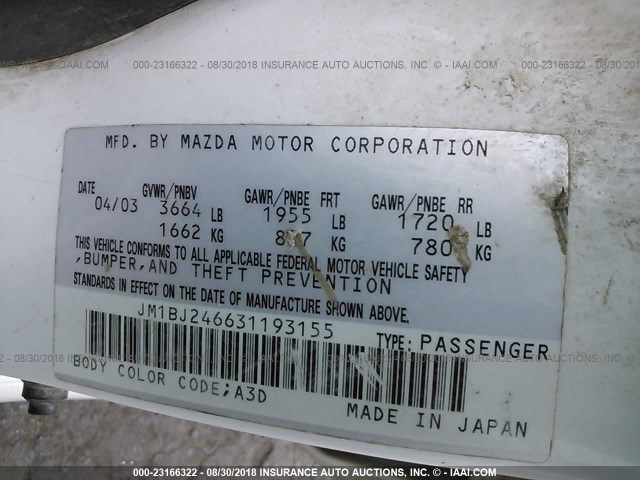 000-23166322 - 08/30/2018 INSURANCE AUTO AUCTIONS, INC. © - IAAI.COM
MFD. BY MAZDA MOTOR CORPORATION
DATE GVWR/PNBV GAWR/PNBE FRT GAWR/PNBE RR
04/03 3664 LB 1955 LB 1720 LB
1662 KG KG 780 KG
THIS VEHICLE CONFORMS TO ALL APPLICABLE FEDERAL MOTOR VEHICLE SAFETY
,BUMPER,AND THEFT PREVENTION
STANDARDS IN EFFECT ON THE DATE OF MANUFACTURE SHOWN ABOVE.
JM1BJ246631193155
TYPE: PASSENGER
BODY COLOR CODE;A3D
MADE IN JAPAN
000-23166322 - 08/30/2018 INSURANCE AUTO AUCTIONS, INC. © - IAAI.COM